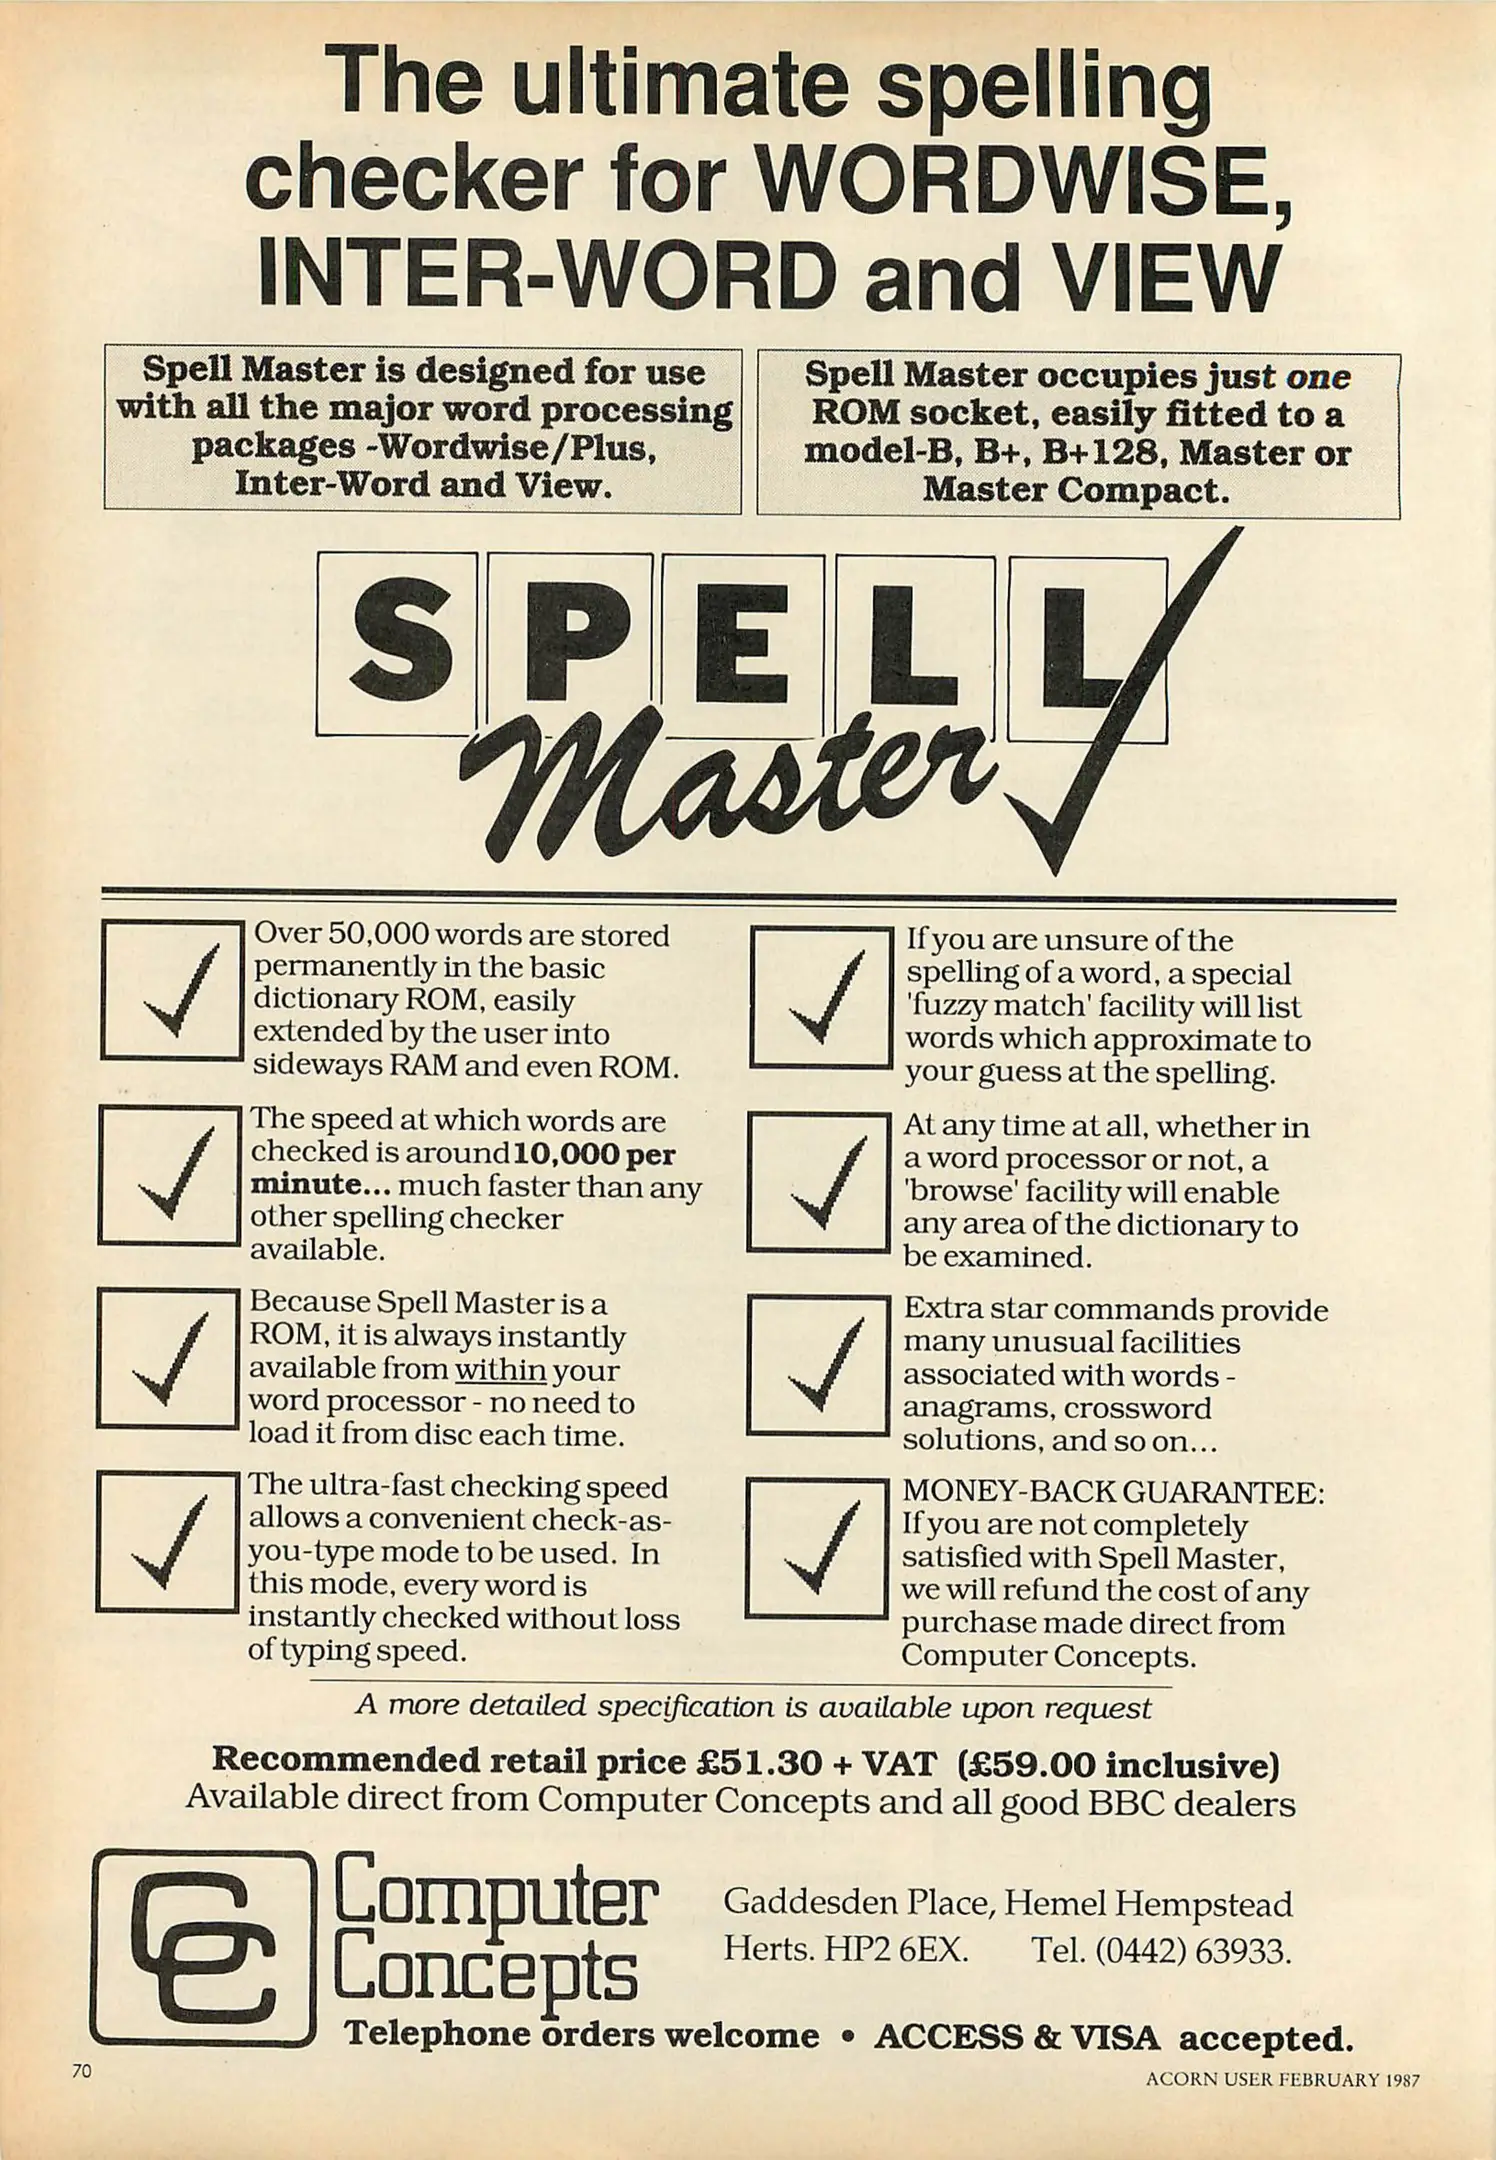 The ultimate spelling
checker for WORDWISE,
INTER-WORD and VIEW
Spell Master is designed for use
with all the major word processing
packages -Wordwise/Plus,
Inter-Word and View.
Spell Master occupies just one
ROM socket, easily fitted to a
model-B, B+, B+128, Master or
Master Compact.
SPELL
Master
Over 50,000 words are stored
permanently in the basic
dictionary ROM, easily
extended by the user into
sideways RAM and even ROM.
The speed at which words are
checked is around 10,000 per
minute... much faster than any
other spelling checker
available.
Because Spell Master is a
ROM, it is always instantly
available from within your
word processor - no need to
load it from disc each time.
The ultra-fast checking speed
allows a convenient check-as-
you-type mode to be used. In
this mode, every word is
instantly checked without loss
of typing speed.
If you are unsure of the
spelling of a word, a special
'fuzzy match' facility will list
words which approximate to
your guess at the spelling.
At any time at all, whether in
a word processor or not, a
'browse' facility will enable
any area of the dictionary to
be examined.
Extra star commands provide
many unusual facilities
associated with words -
anagrams, crossword
solutions, and so on...
MONEY-BACK GUARANTEE:
If you are not completely
satisfied with Spell Master,
we will refund the cost of any
purchase made direct from
Computer Concepts.
A more detailed specification is available upon request
Recommended retail price £51.30 + VAT (£59.00 inclusive)
Available direct from Computer Concepts and all good BBC dealers
CC
Computer
Concepts
Gaddesden Place, Hemel Hempstead
Herts. HP2 6EX. Tel. (0442) 63933.
Telephone orders welcome • ACCESS & VISA accepted.
70
ACORN USER FEBRUARY 1987